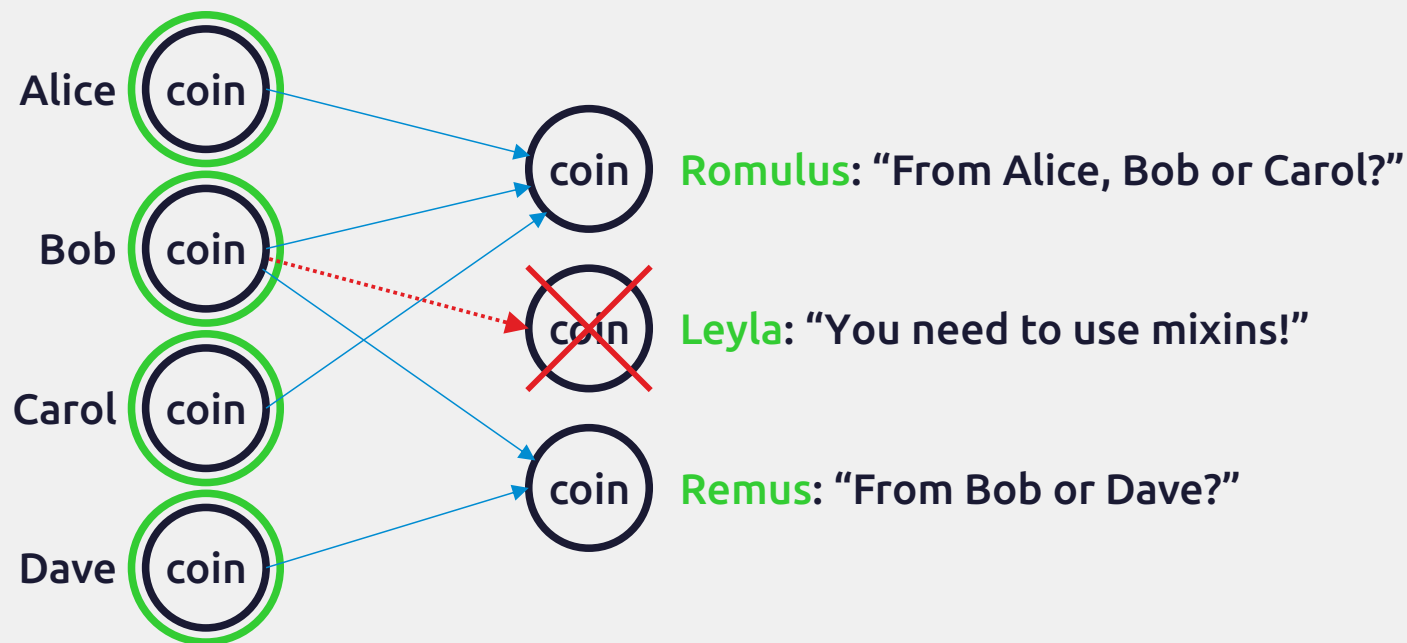 Alice
coin
coin
Romulus: “From Alice, Bob or Carol?”
Bob
coin
coin
Leyla: “You need to use mixins!”
Carol
coin
coin
Remus: “From Bob or Dave?”
Dave
coin